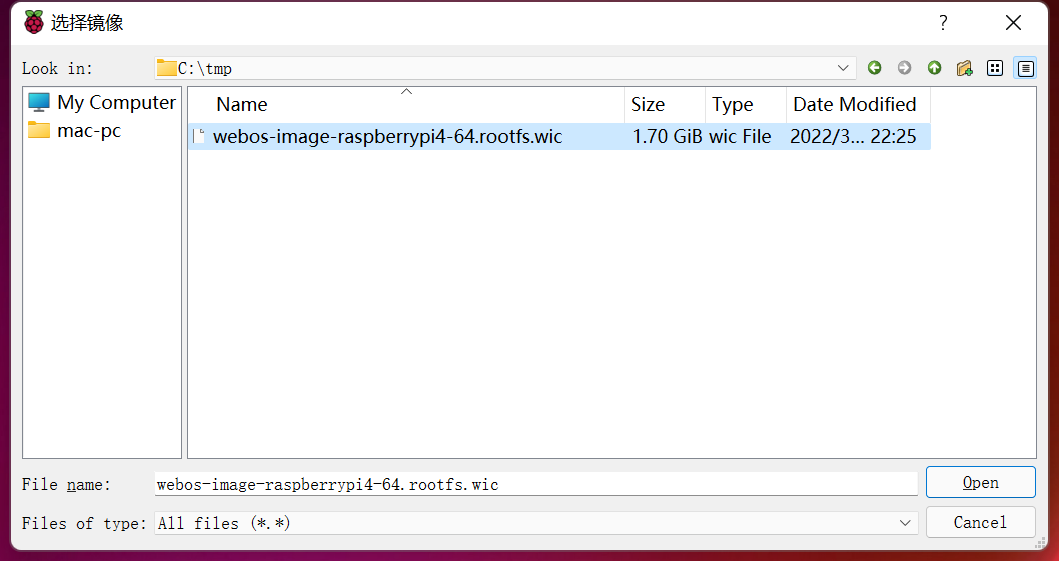 选择镜像 ?
Look in: C:\tmp
My Computer
mac-pc
Name Size Type Date Modified
webos-image-raspberrypi4-64.rootfs.wic 1.70 GiB wic File 2022/3... 22:25
File name: webos-image-raspberrypi4-64.rootfs.wic Open
Files of type: All files (*.*) Cancel